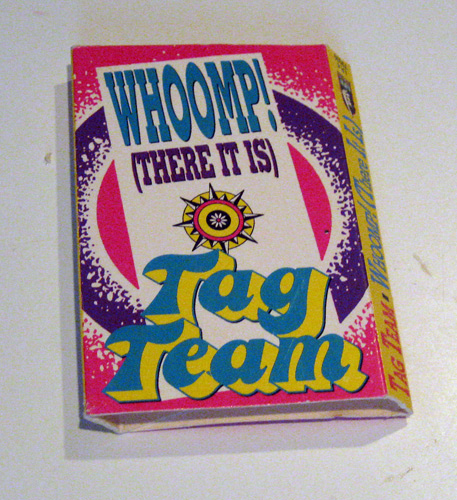 WHOOMP!
(THERE IT IS)
Tag
Team
TAG TEAM • WHOOMP! (THERE IT IS)